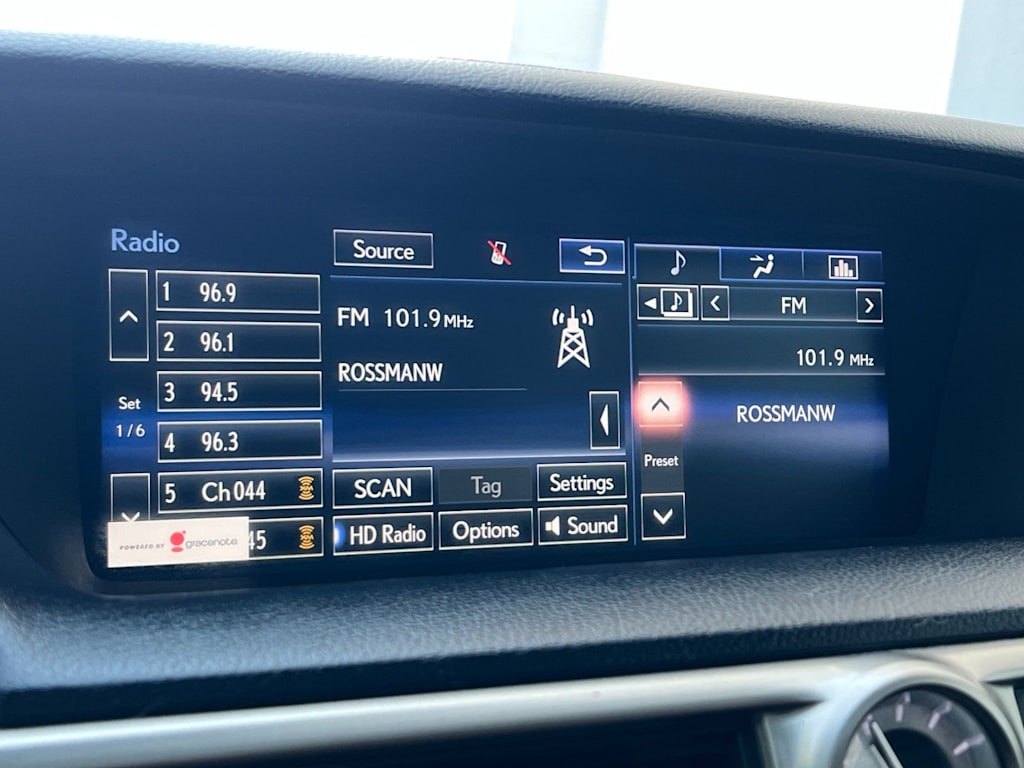 Radio
Source
1 96.9
2 96.1
3 94.5
4 96.3
5 Ch 044
45
Set
1/6
POWERED BY gracenote
FM 101.9 MHz
ROSSMANW
SCAN
Tag
Settings
HD Radio
Options
Sound
FM
101.9 MHz
ROSSMANW
Preset